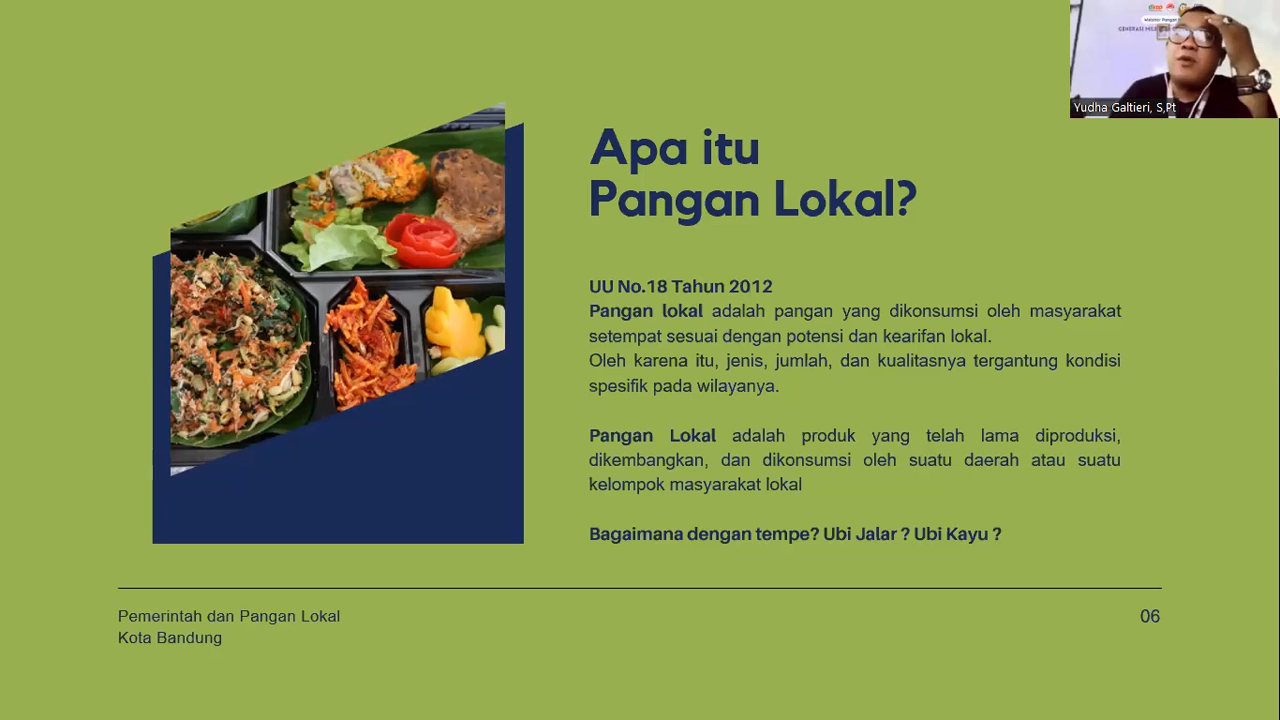 GENERASI
Yudha Galtieri, S,Pt
Apa itu
Pangan Lokal?
UU No.18 Tahun 2012
Pangan lokal adalah pangan yang dikonsumsi oleh masyarakat
setempat sesuai dengan potensi dan kearifan lokal.
Oleh karena itu, jenis, jumlah, dan kualitasnya tergantung kondisi
spesifik pada wilayanya.
Pangan Lokal adalah produk yang telah lama diproduksi,
dikembangkan, dan dikonsumsi oleh suatu daerah atau suatu
kelompok masyarakat lokal
Bagaimana dengan tempe? Ubi Jalar ? Ubi Kayu ?
Pemerintah dan Pangan Lokal
Kota Bandung
06